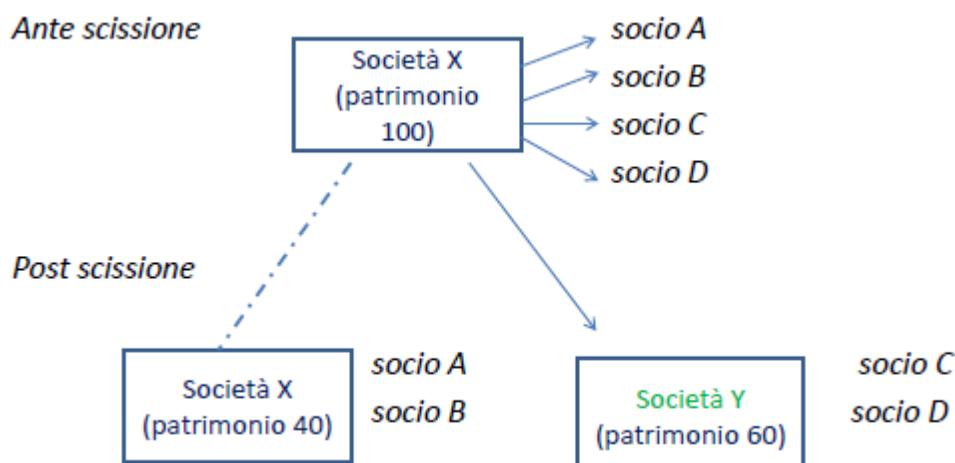 Ante scissione
Società X
(patrimonio
100)
socio A
socio B
socio C
socio D
Post scissione
Società X
(patrimonio 40)
socio A
socio B
Società Y
(patrimonio 60)
socio C
socio D